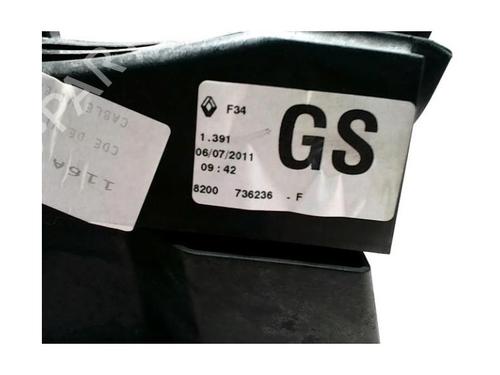 F34
GS
1.391
06/07/2011
09:42
8200 736236 - F
CABLE
CDE DE
116A